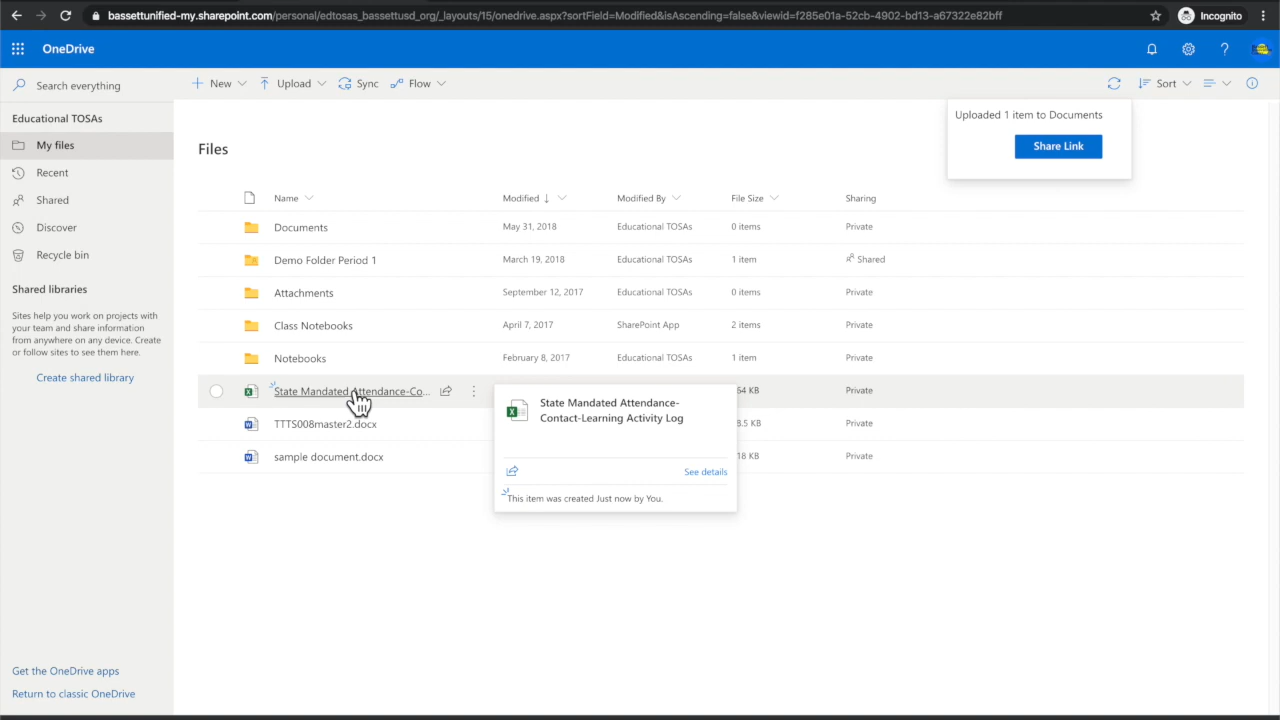 bassettunified-my.sharepoint.com/personal/edtosas_bassettusd_org/_layouts/15/onedrive.aspx?sortField=Modified&isAscending=false&viewid=f285e01a-52cb-4902-bd13-a67322e82bff
Incognito
OneDrive
Search everything
New
Upload
Sync
Flow
Sort
Educational TOSAs
My files
Recent
Shared
Discover
Recycle bin
Shared libraries
Sites help you work on projects with
your team and share information
from anywhere on any device. Create
or follow sites to see them here.
Create shared library
Get the OneDrive apps
Return to classic OneDrive
Uploaded 1 item to Documents
Share Link
Files
Name Modified Modified By File Size Sharing
Documents May 31, 2018 Educational TOSAs 0 items Private
Demo Folder Period 1 March 19, 2018 Educational TOSAs 1 item Shared
Attachments September 12, 2017 Educational TOSAs 0 items Private
Class Notebooks April 7, 2017 SharePoint App 2 items Private
Notebooks February 8, 2017 Educational TOSAs 1 item Private
State Mandated Attendance-Co... 64 KB Private
TTTS008master2.docx 8.5 KB Private
sample document.docx 18 KB Private
State Mandated Attendance-
Contact-Learning Activity Log
See details
This item was created Just now by You.